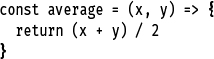 const average = (x, y) => {
  return (x + y) / 2
}